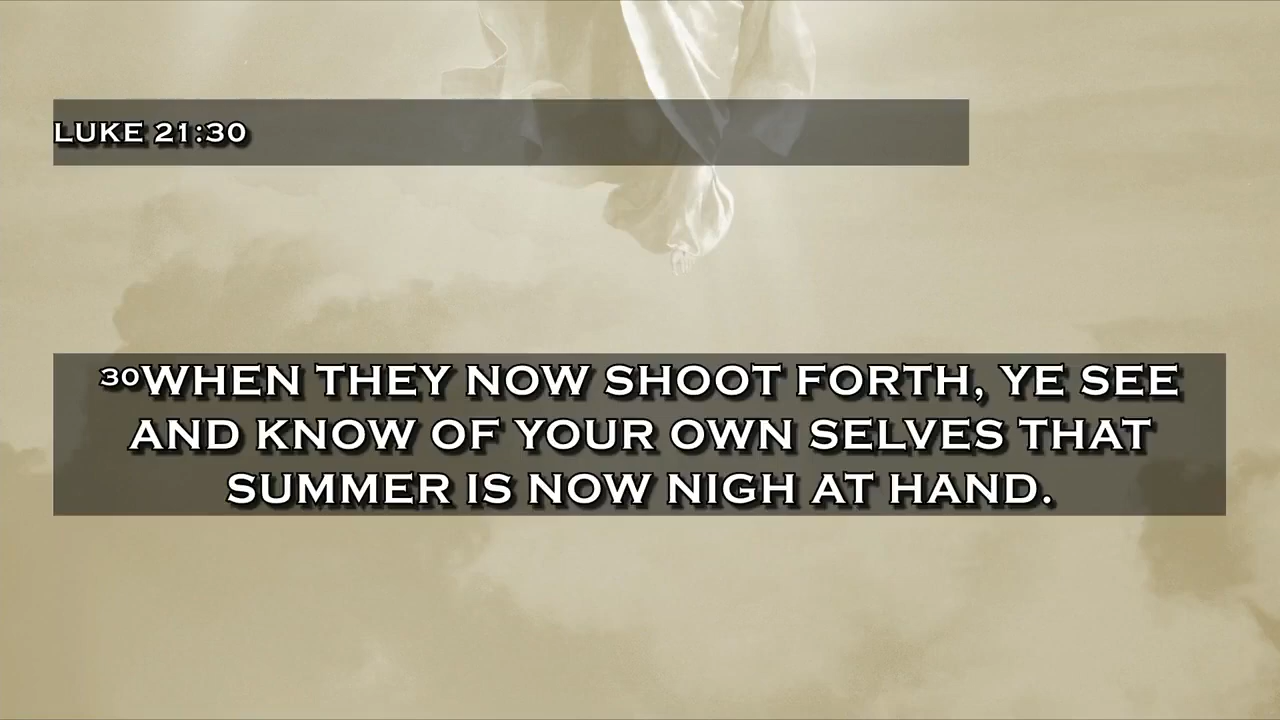 LUKE 21:30
³⁰WHEN THEY NOW SHOOT FORTH, YE SEE
AND KNOW OF YOUR OWN SELVES THAT
SUMMER IS NOW NIGH AT HAND.